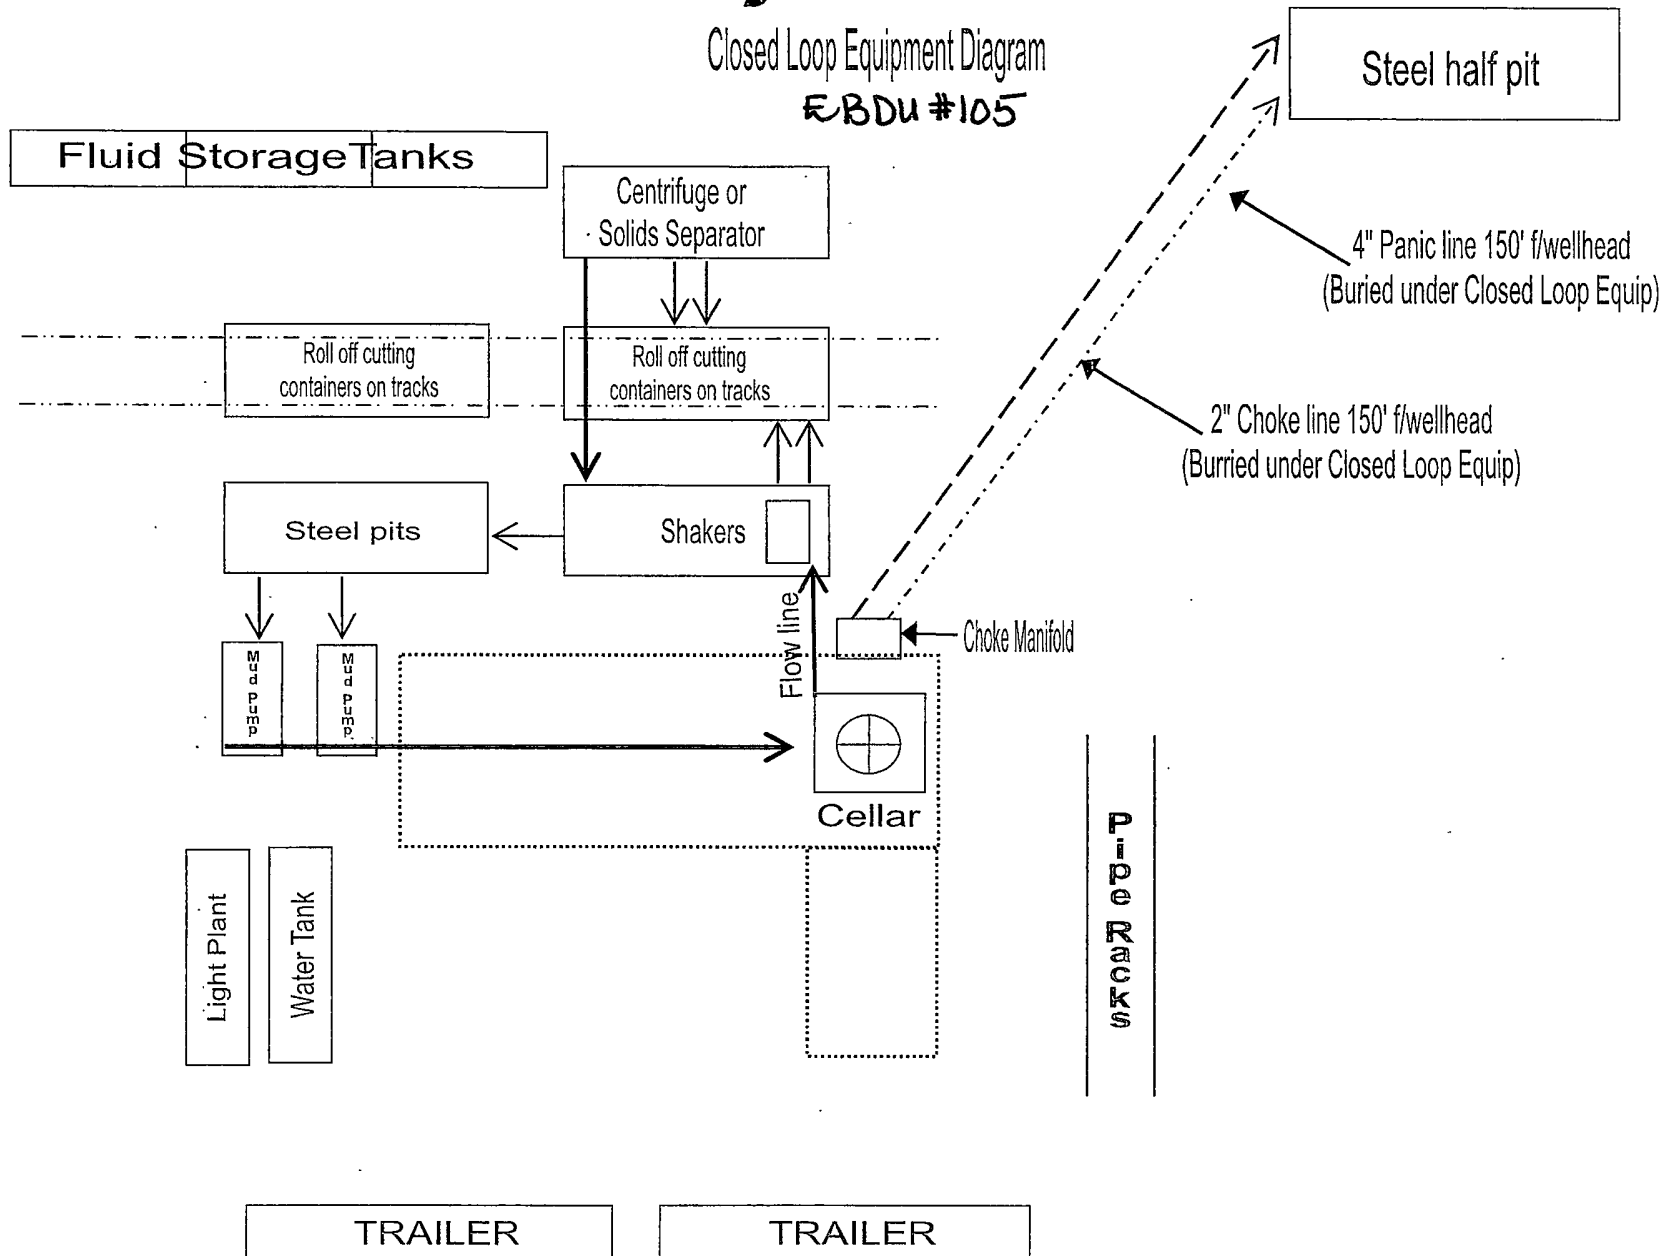 Closed Loop Equipment Diagram
EBDU #105
Steel half pit
Fluid StorageTanks
Centrifuge or
Solids Separator
4" Panic line 150' f/wellhead
(Buried under Closed Loop Equip)
Roll off cutting
containers on tracks
Roll off cutting
containers on tracks
2" Choke line 150' f/wellhead
(Burried under Closed Loop Equip)
Steel pits
Shakers
Flow line
Choke Manifold
Mud Pump
Mud Pump
Cellar
Pipe Racks
Light Plant
Water Tank
TRAILER
TRAILER